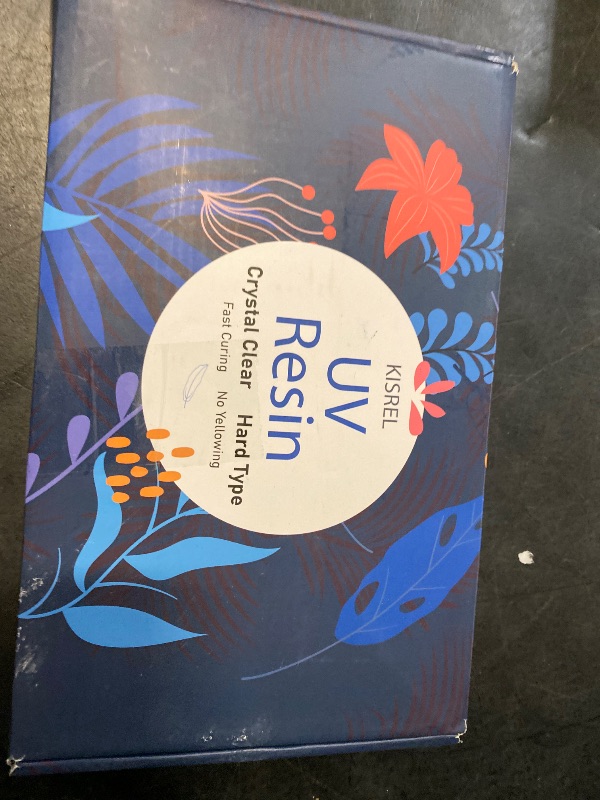 KISREL
UV
Resin
Crystal Clear Hard Type
Fast Curing No Yellowing